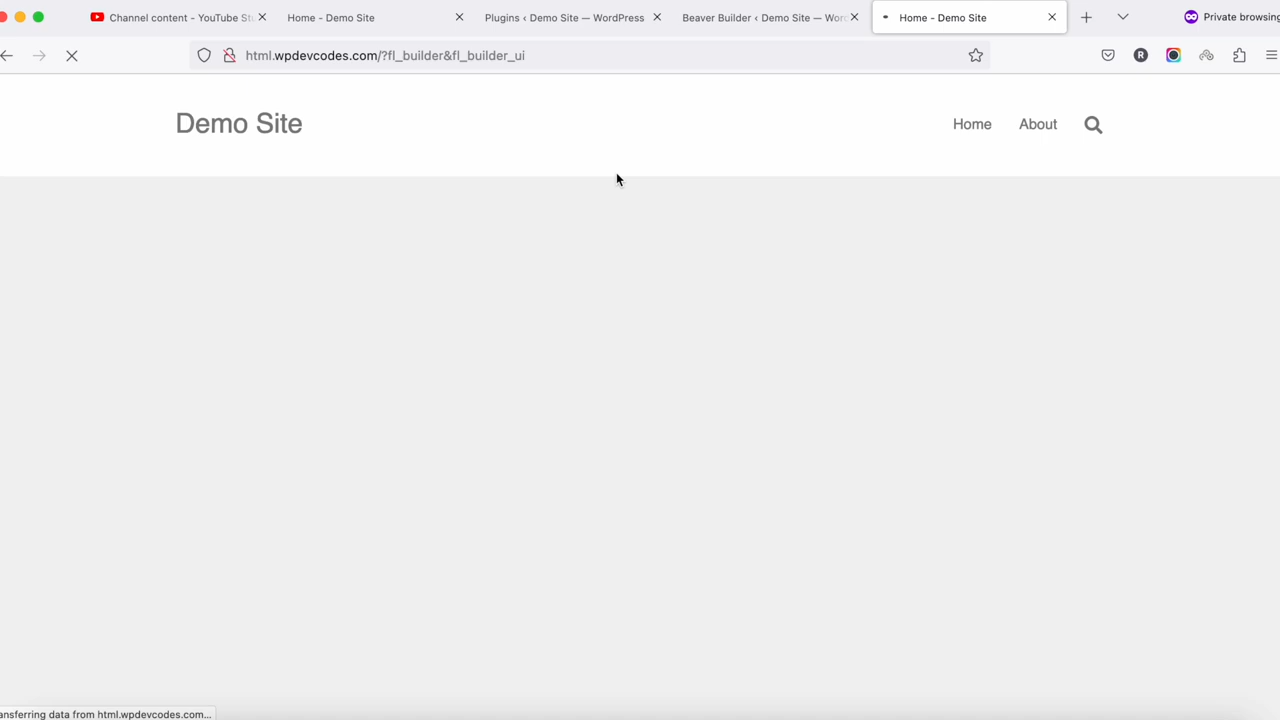 Channel content - YouTube St
Home - Demo Site
Plugins ‹ Demo Site — WordPress
Beaver Builder ‹ Demo Site — Wor
Home - Demo Site
Private browsing
html.wpdevcodes.com/?fl_builder&fl_builder_ui
R
Demo Site
Home
About
ansferring data from html.wpdevcodes.com...